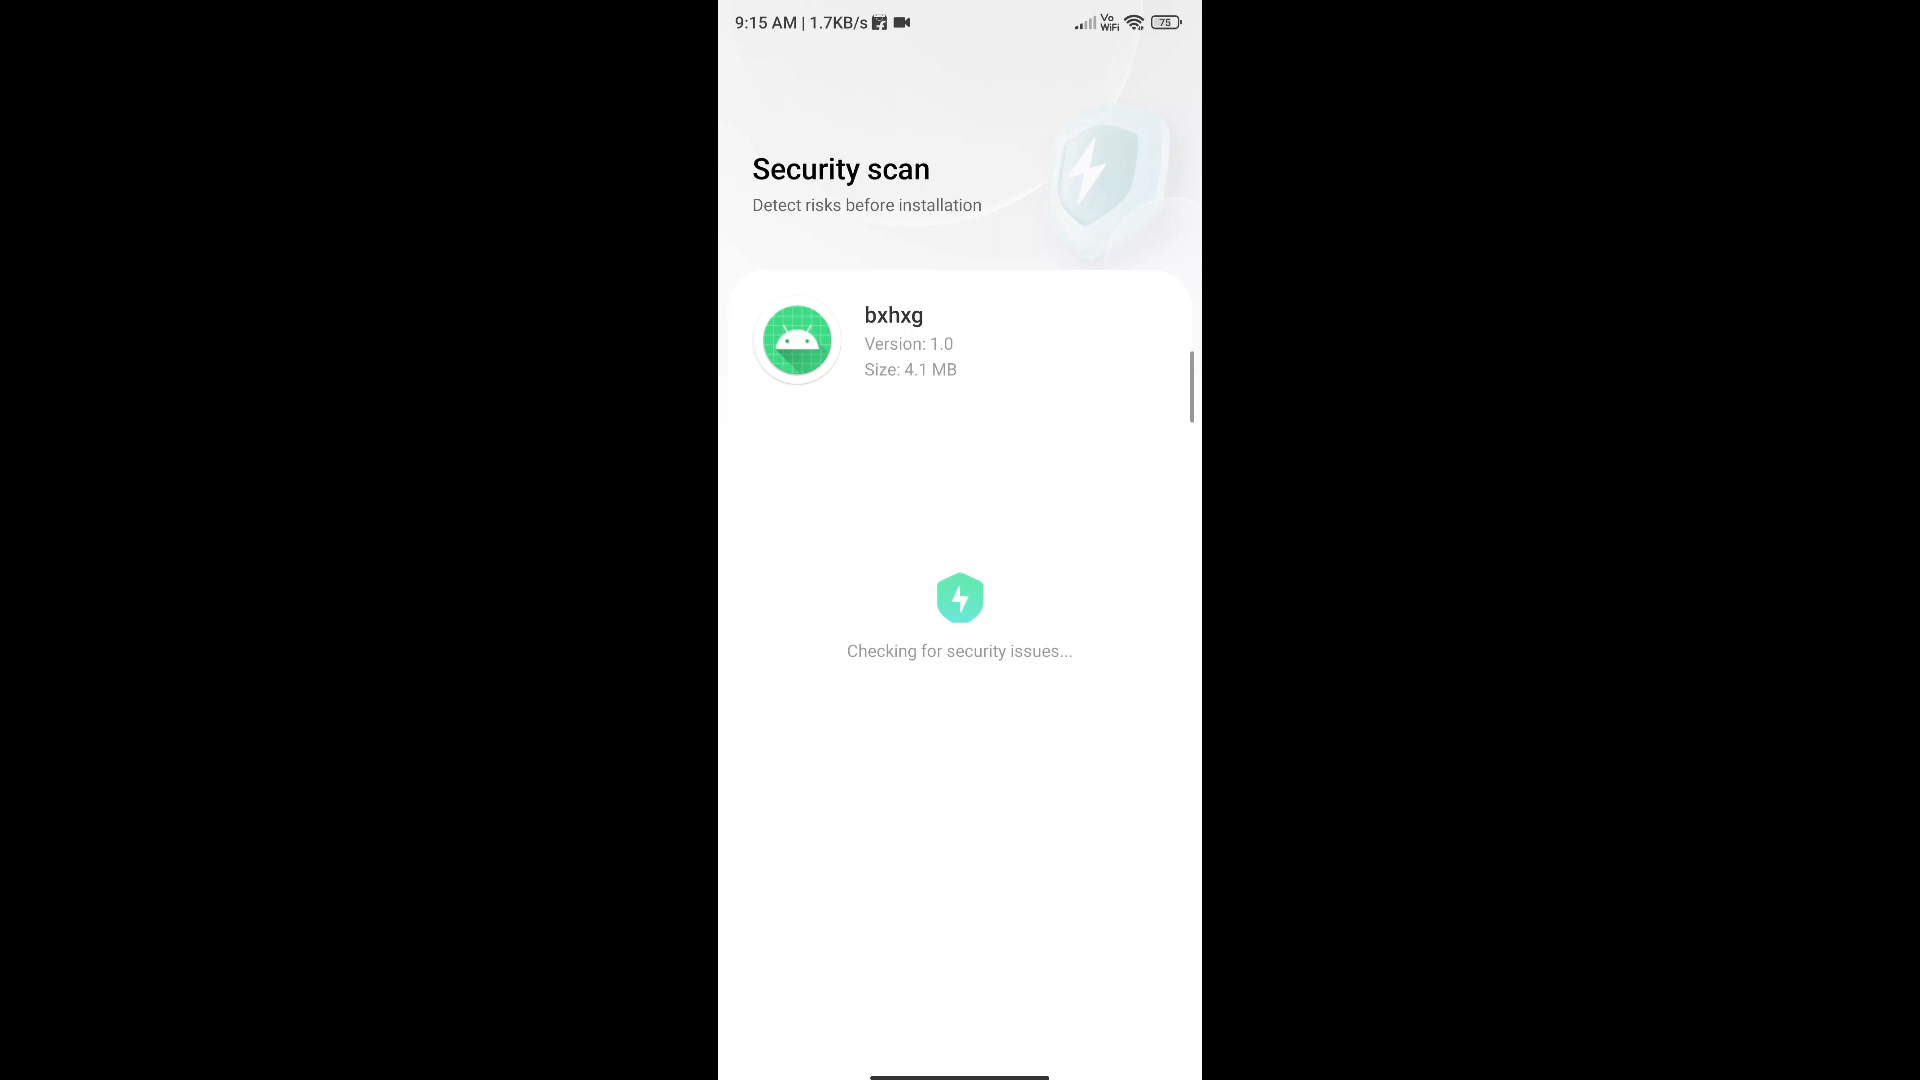 9:15 AM | 1.7KB/s
Vo
WiFi
75
Security scan
Detect risks before installation
bxhxg
Version: 1.0
Size: 4.1 MB
Checking for security issues...